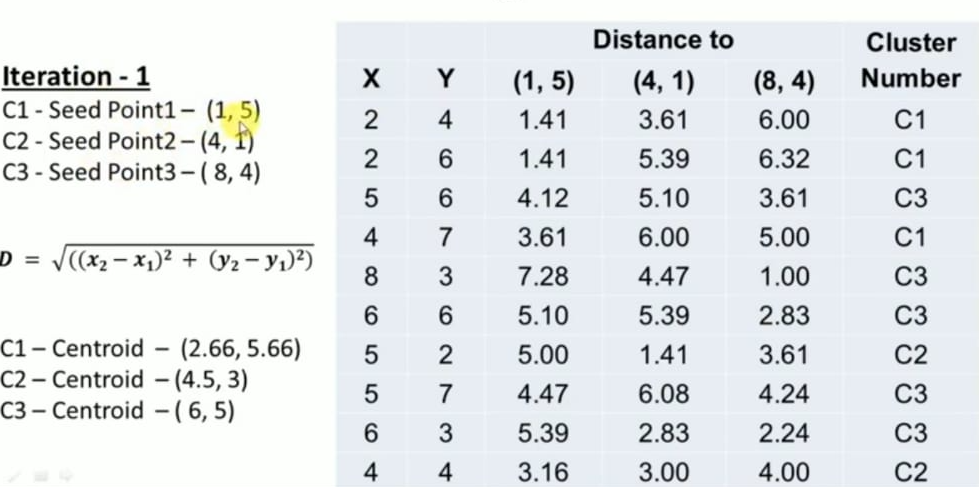 Iteration - 1
C1 - Seed Point1 – (1, 5)
C2 - Seed Point2 – (4, 1)
C3 - Seed Point3 – ( 8, 4)
D = √((x₂ – x₁)² + (y₂ – y₁)²)
C1 – Centroid – (2.66, 5.66)
C2 – Centroid – (4.5, 3)
C3 – Centroid – ( 6, 5)
Distance to Cluster
X Y (1, 5) (4, 1) (8, 4) Number
2 4 1.41 3.61 6.00 C1
2 6 1.41 5.39 6.32 C1
5 6 4.12 5.10 3.61 C3
4 7 3.61 6.00 5.00 C1
8 3 7.28 4.47 1.00 C3
6 6 5.10 5.39 2.83 C3
5 2 5.00 1.41 3.61 C2
5 7 4.47 6.08 4.24 C3
6 3 5.39 2.83 2.24 C3
4 4 3.16 3.00 4.00 C2